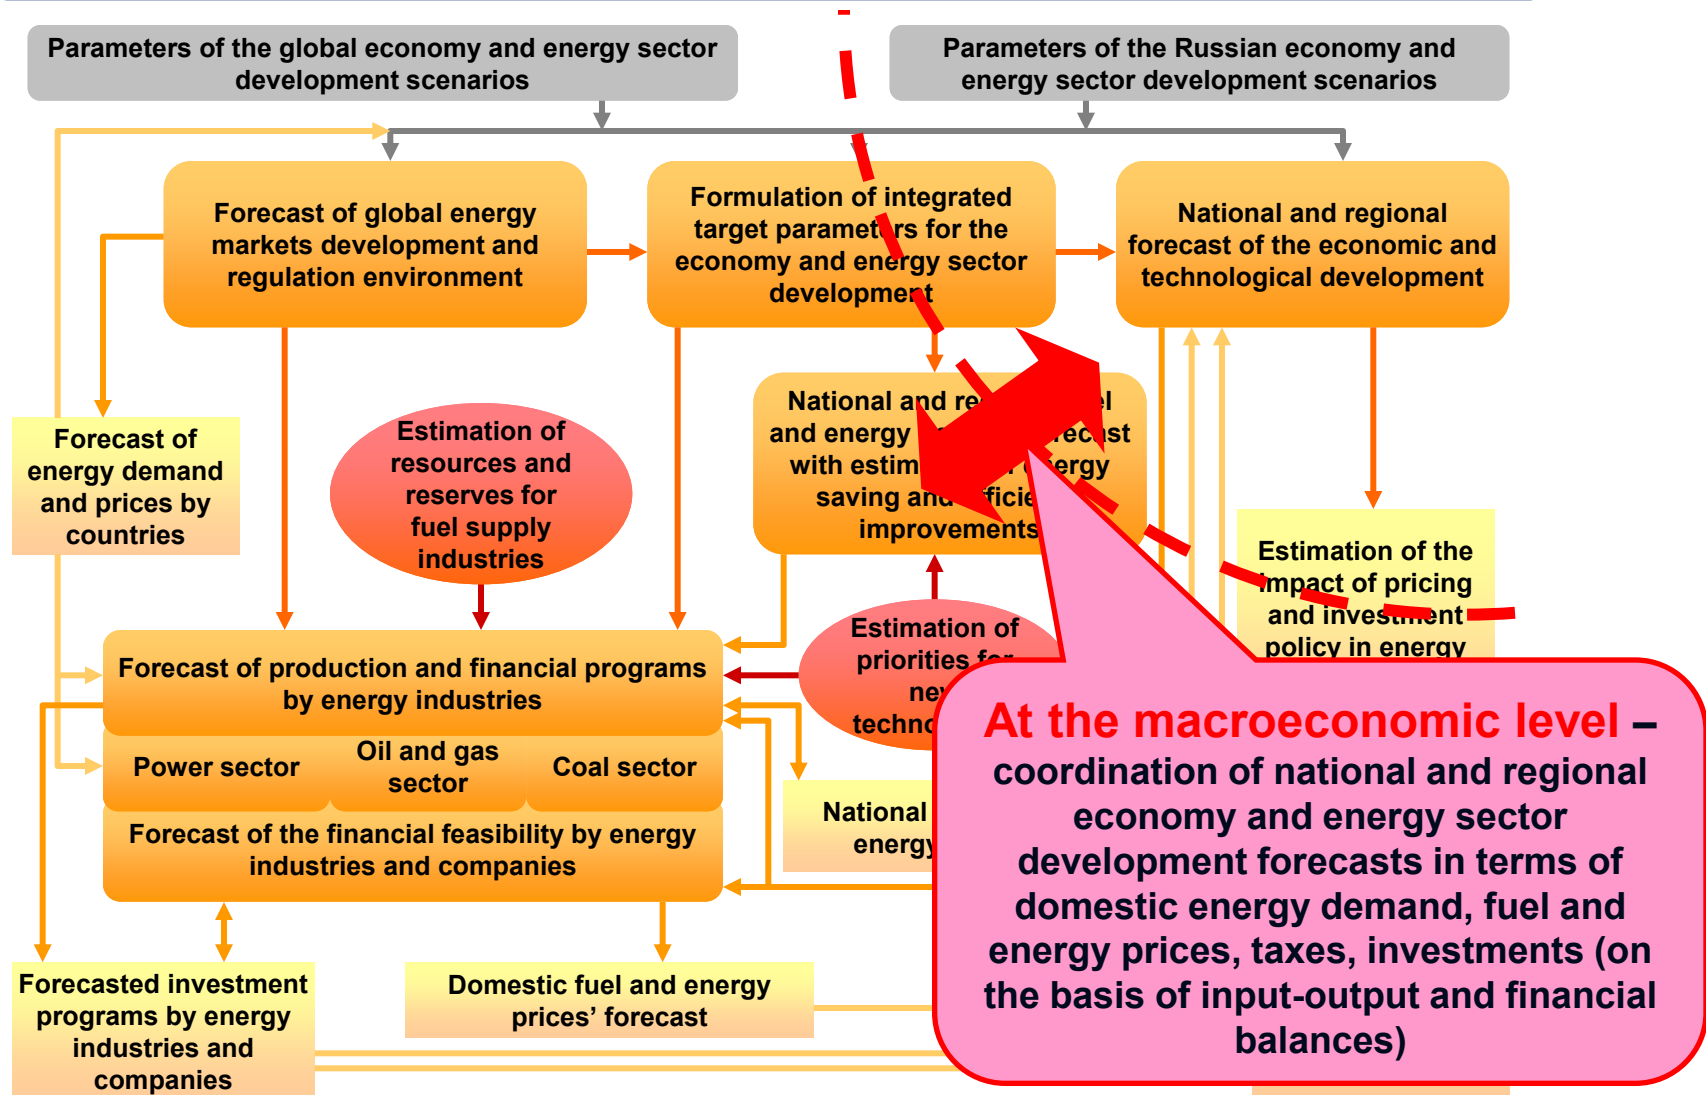 Parameters of the global economy and energy sector
development scenarios
Parameters of the Russian economy and
energy sector development scenarios
Forecast of global energy
markets development and
regulation environment
Formulation of integrated
target parameters for the
economy and energy sector
development
National and regional
forecast of the economic and
technological development
Forecast of
energy demand
and prices by
countries
Estimation of
resources and
reserves for
fuel supply
industries
National and
and energy
with
saving and
improvements
Estimation of the
impact of pricing
and investment
policy in energy
Estimation of
priorities for
Forecast of production and financial programs
by energy industries
Power sector
Oil and gas
sector
Coal sector
Forecast of the financial feasibility by energy
industries and companies
National
energy
At the macroeconomic level –
coordination of national and regional
economy and energy sector
development forecasts in terms of
domestic energy demand, fuel and
energy prices, taxes, investments (on
the basis of input-output and financial
balances)
Forecasted investment
programs by energy
industries and
companies
Domestic fuel and energy
prices’ forecast